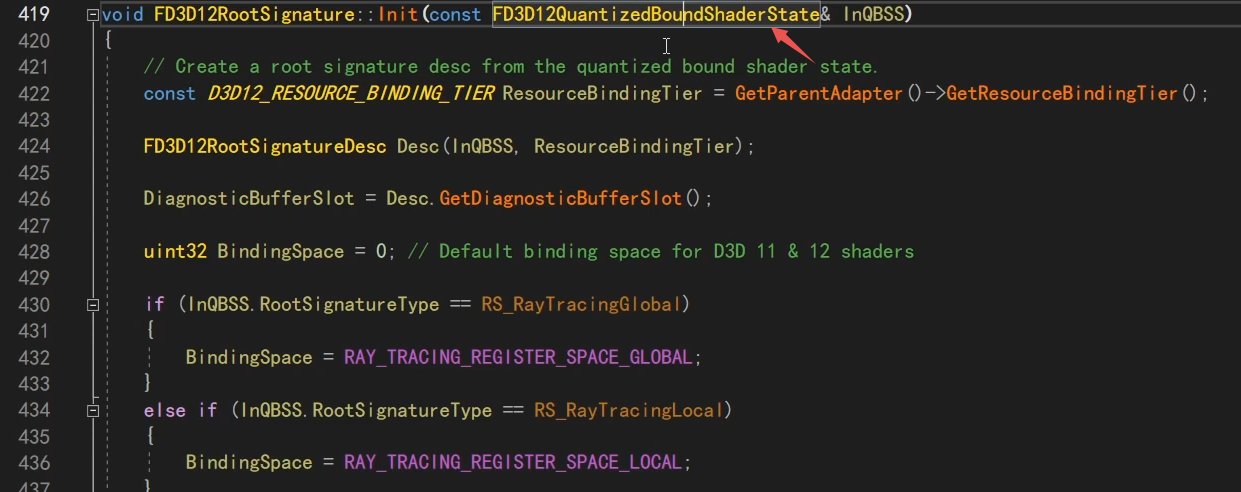 419 void FD3D12RootSignature::Init(const FD3D12QuantizedBoundShaderState& InQBSS)
420 {
421 // Create a root signature desc from the quantized bound shader state.
422 const D3D12_RESOURCE_BINDING_TIER ResourceBindingTier = GetParentAdapter()->GetResourceBindingTier();
423
424 FD3D12RootSignatureDesc Desc(InQBSS, ResourceBindingTier);
425
426 DiagnosticBufferSlot = Desc.GetDiagnosticBufferSlot();
427
428 uint32 BindingSpace = 0; // Default binding space for D3D 11 & 12 shaders
429
430 if (InQBSS.RootSignatureType == RS_RayTracingGlobal)
431 {
432 BindingSpace = RAY_TRACING_REGISTER_SPACE_GLOBAL;
433 }
434 else if (InQBSS.RootSignatureType == RS_RayTracingLocal)
435 {
436 BindingSpace = RAY_TRACING_REGISTER_SPACE_LOCAL;
437 }